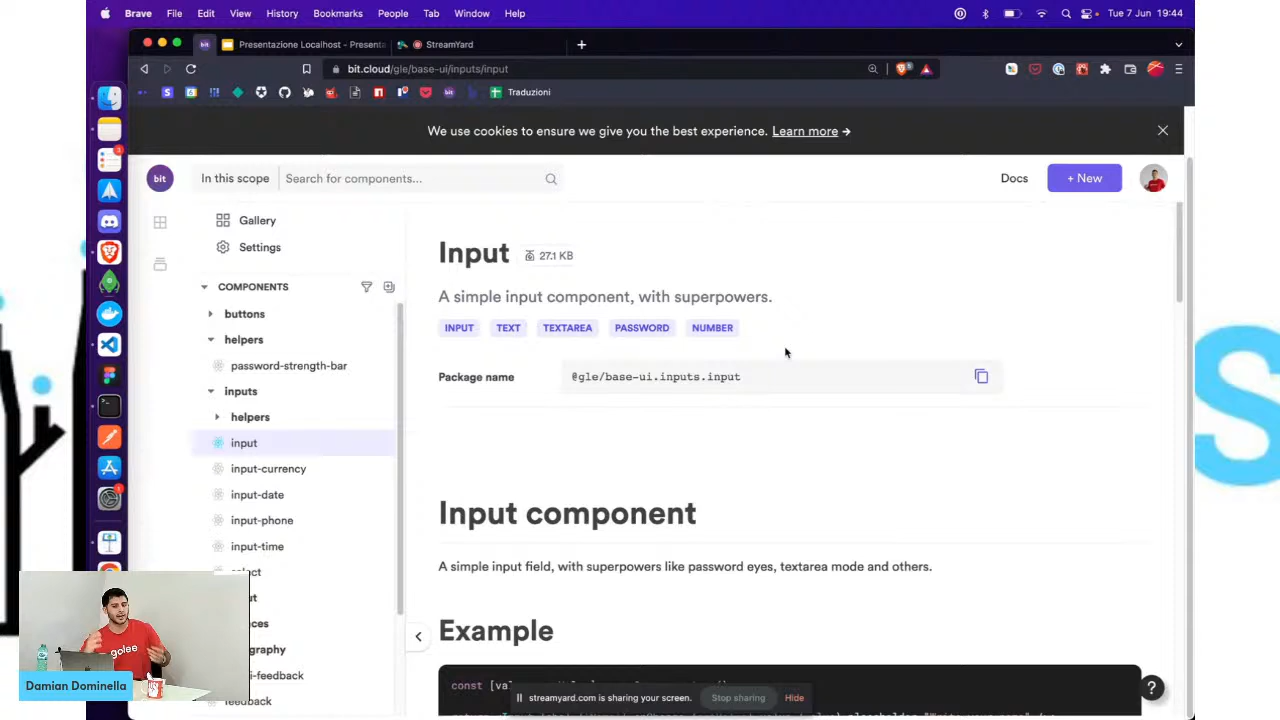 Brave File Edit View History Bookmarks People Tab Window Help Tue 7 Jun 19:44
bit Presentazione Localhost - Presenta StreamYard
bit.cloud/gle/base-ui/inputs/input
Traduzioni
We use cookies to ensure we give you the best experience. Learn more →
bit In this scope Search for components... Docs + New
Gallery
Settings
COMPONENTS
buttons
helpers
password-strength-bar
inputs
helpers
input
input-currency
input-date
input-phone
input-time
Input 27.1 KB
A simple input component, with superpowers.
INPUT TEXT TEXTAREA PASSWORD NUMBER
Package name @gle/base-ui.inputs.input
Input component
A simple input field, with superpowers like password eyes, textarea mode and others.
Example
const [val
streamyard.com is sharing your screen. Stop sharing Hide
golee
Damian Dominella
feedback